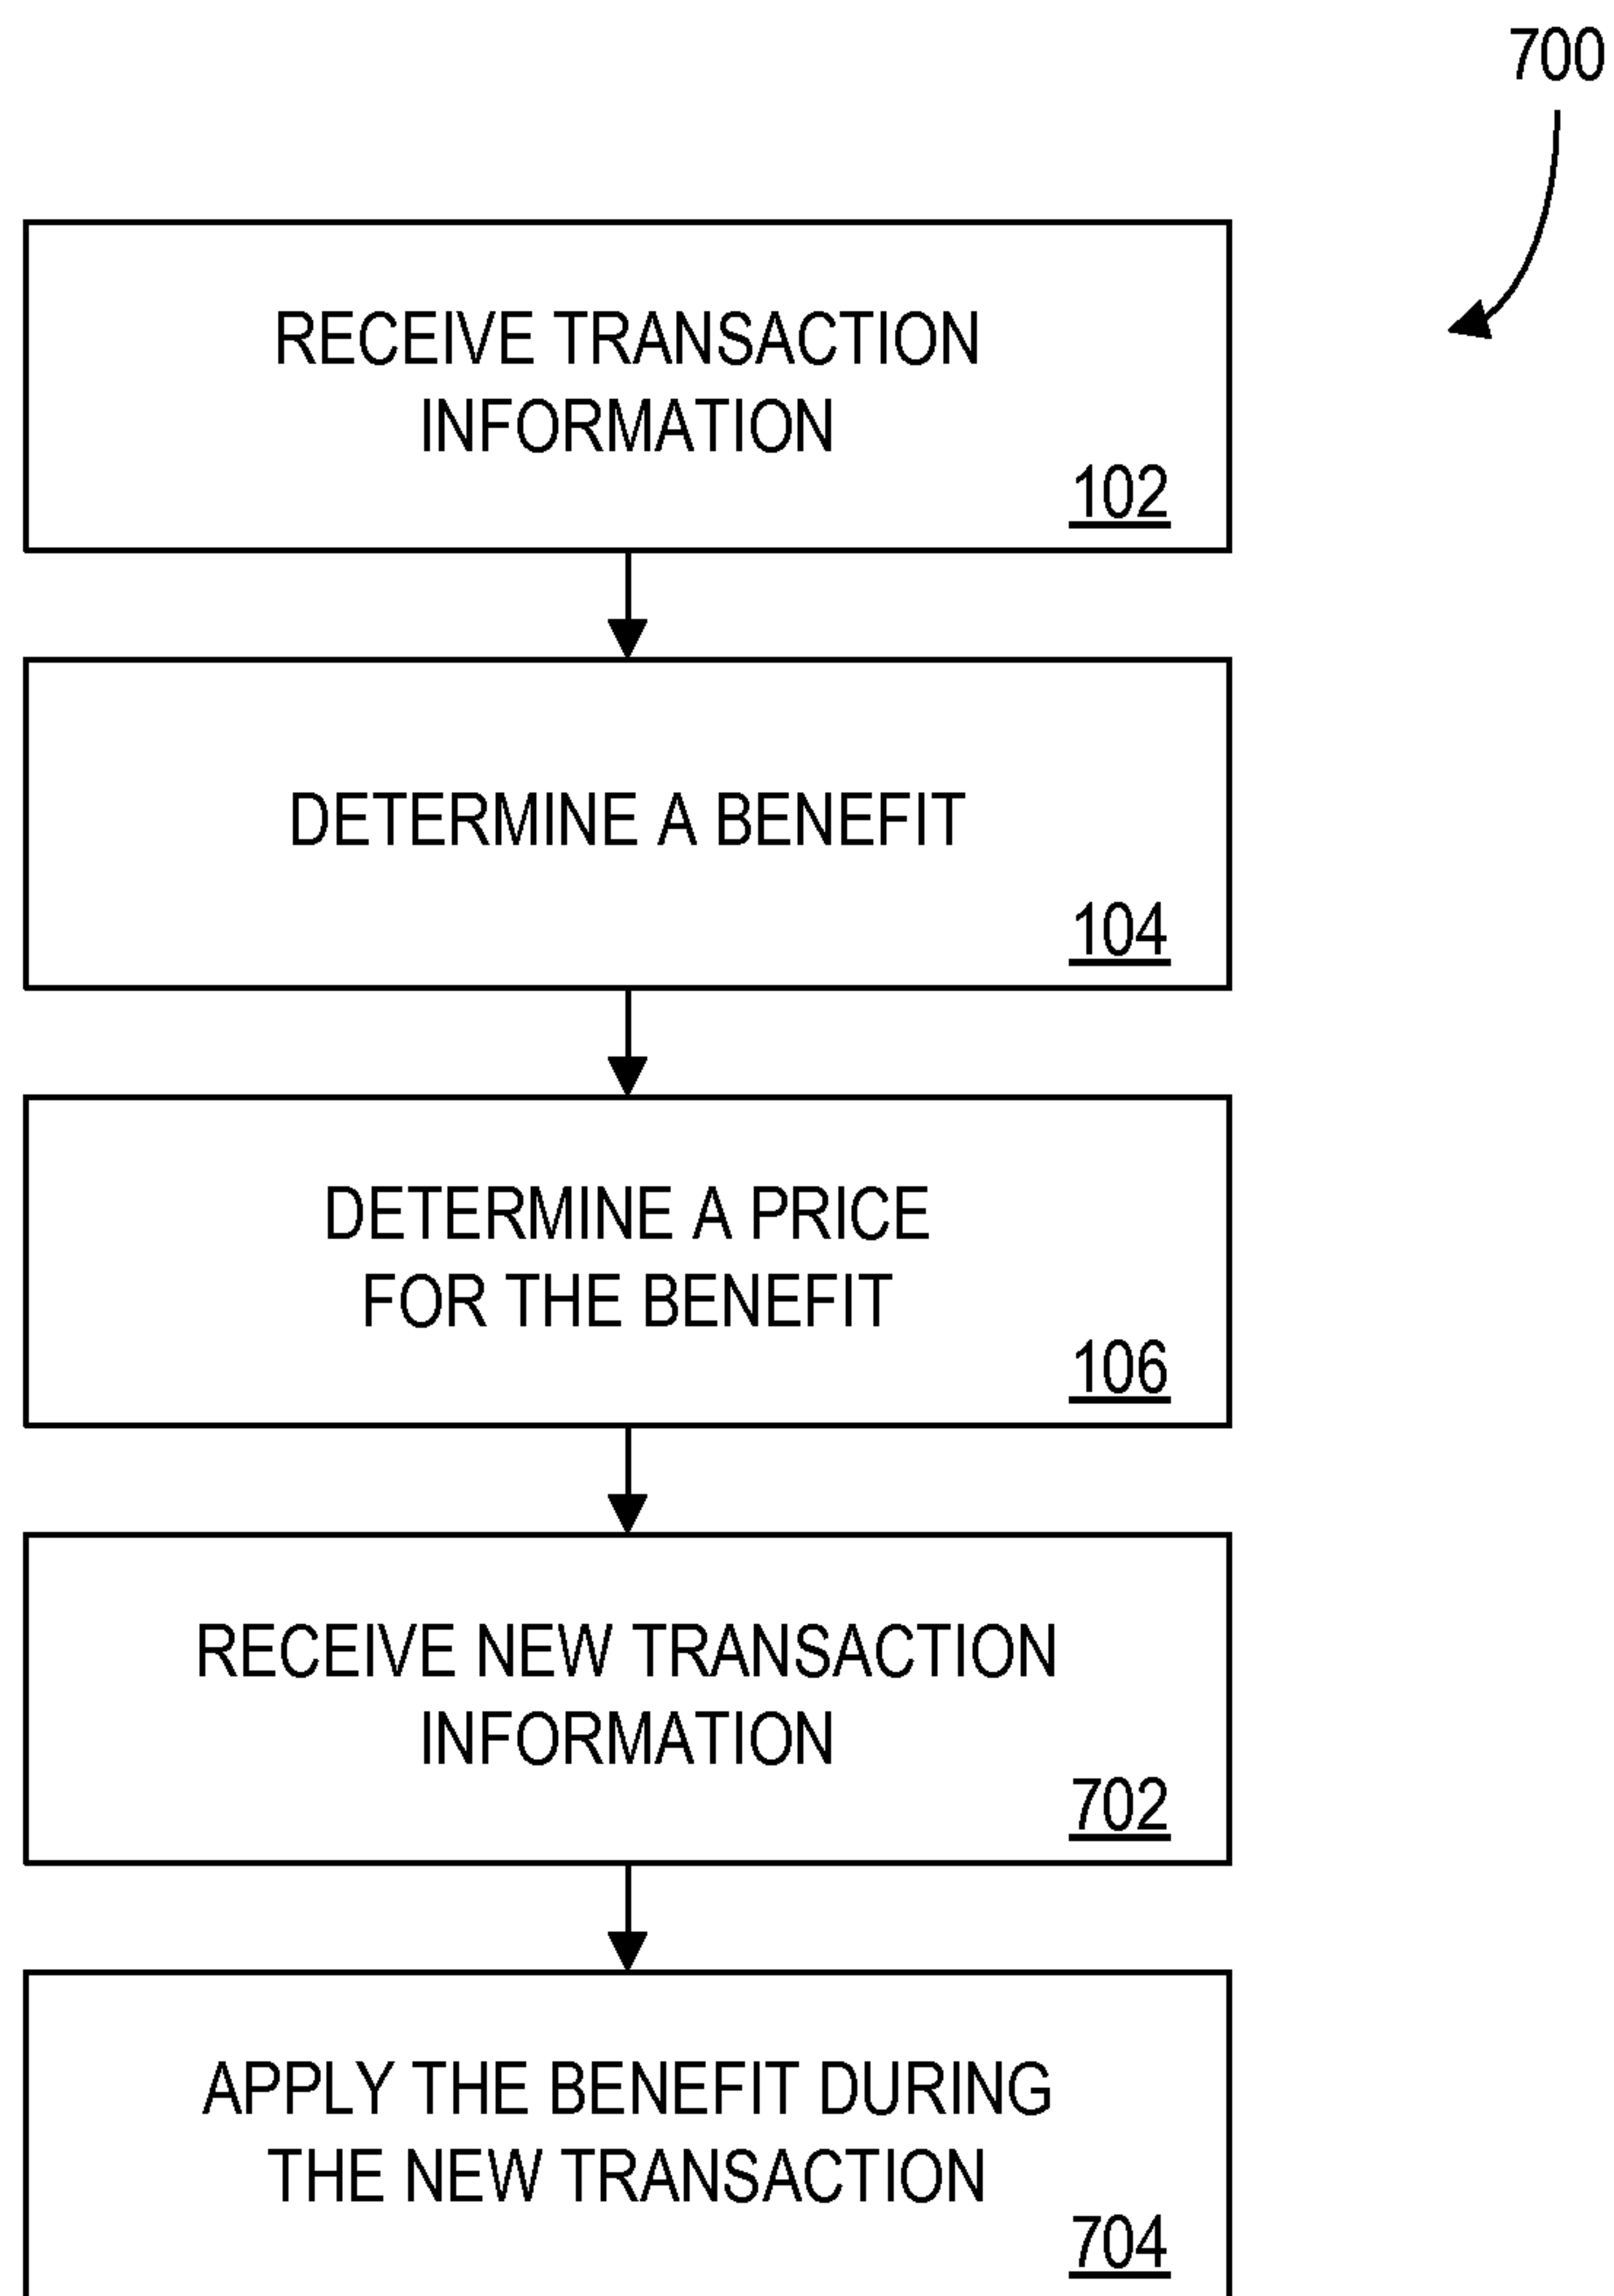 700
RECEIVE TRANSACTION
INFORMATION
102
DETERMINE A BENEFIT
104
DETERMINE A PRICE
FOR THE BENEFIT
106
RECEIVE NEW TRANSACTION
INFORMATION
702
APPLY THE BENEFIT DURING
THE NEW TRANSACTION
704